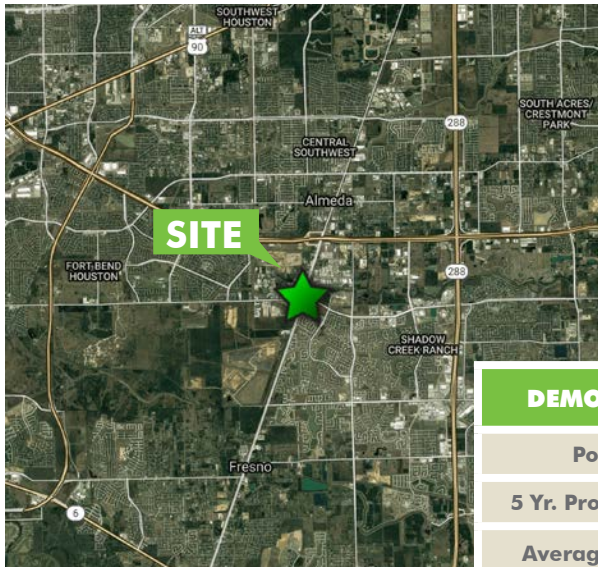 SOUTHWEST
HOUSTON
ALT
90
SOUTH ACRES/
CRESTMONT
PARK
288
CENTRAL
SOUTHWEST
Almeda
SITE
FORT BEND
HOUSTON
288
SHADOW
CREEK RANCH
DEMO
Po
5 Yr. Pro
Fresno
6
Averag